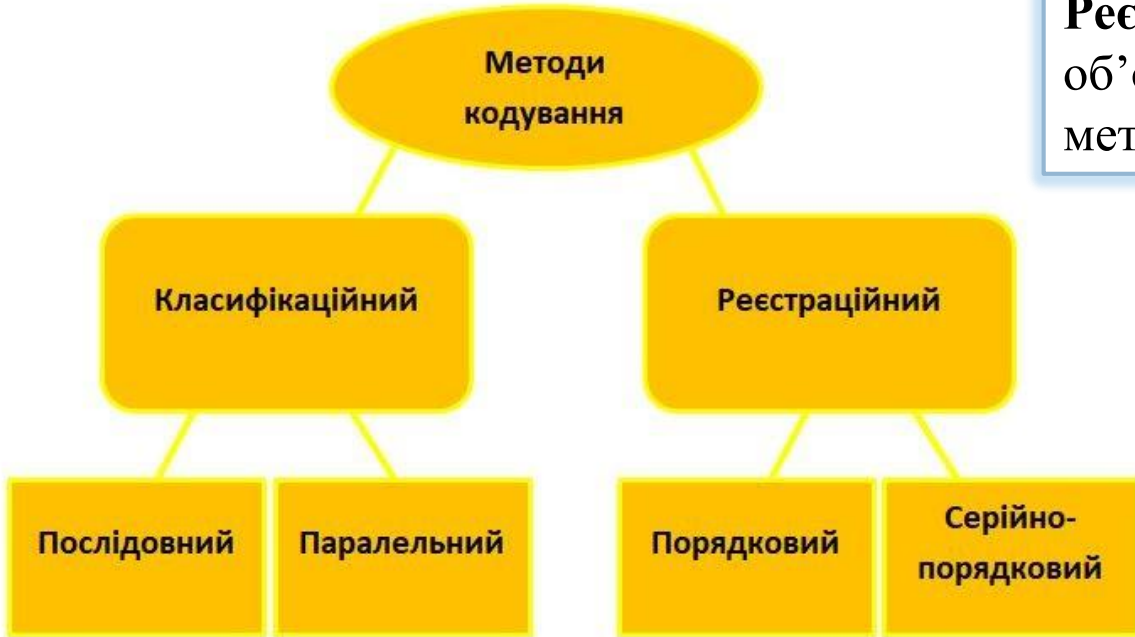 Методи
кодування
Класифікаційний
Реєстраційний
Послідовний
Паралельний
Порядковий
Серійно-
порядковий